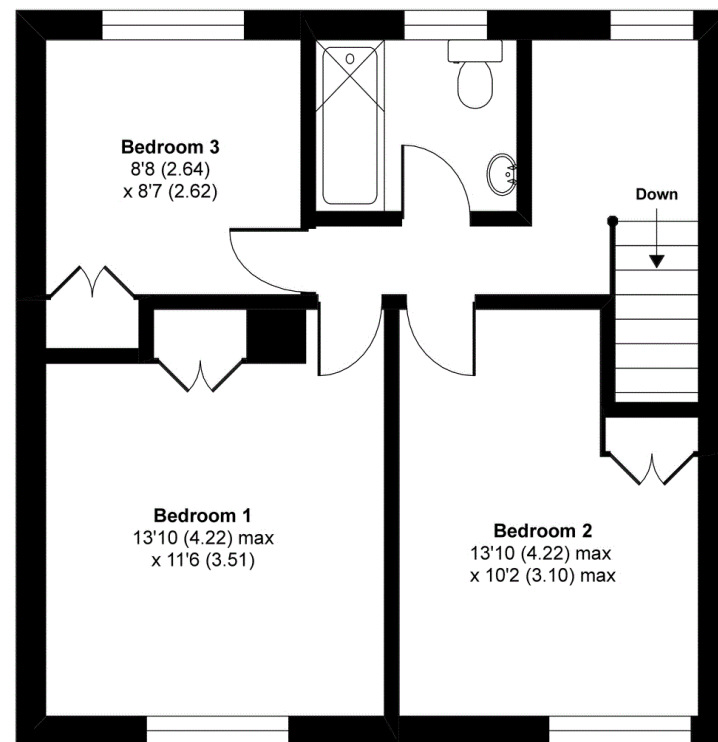 Bedroom 3
8'8 (2.64)
x 8'7 (2.62)
Down
Bedroom 1
13'10 (4.22) max
x 11'6 (3.51)
Bedroom 2
13'10 (4.22) max
x 10'2 (3.10) max